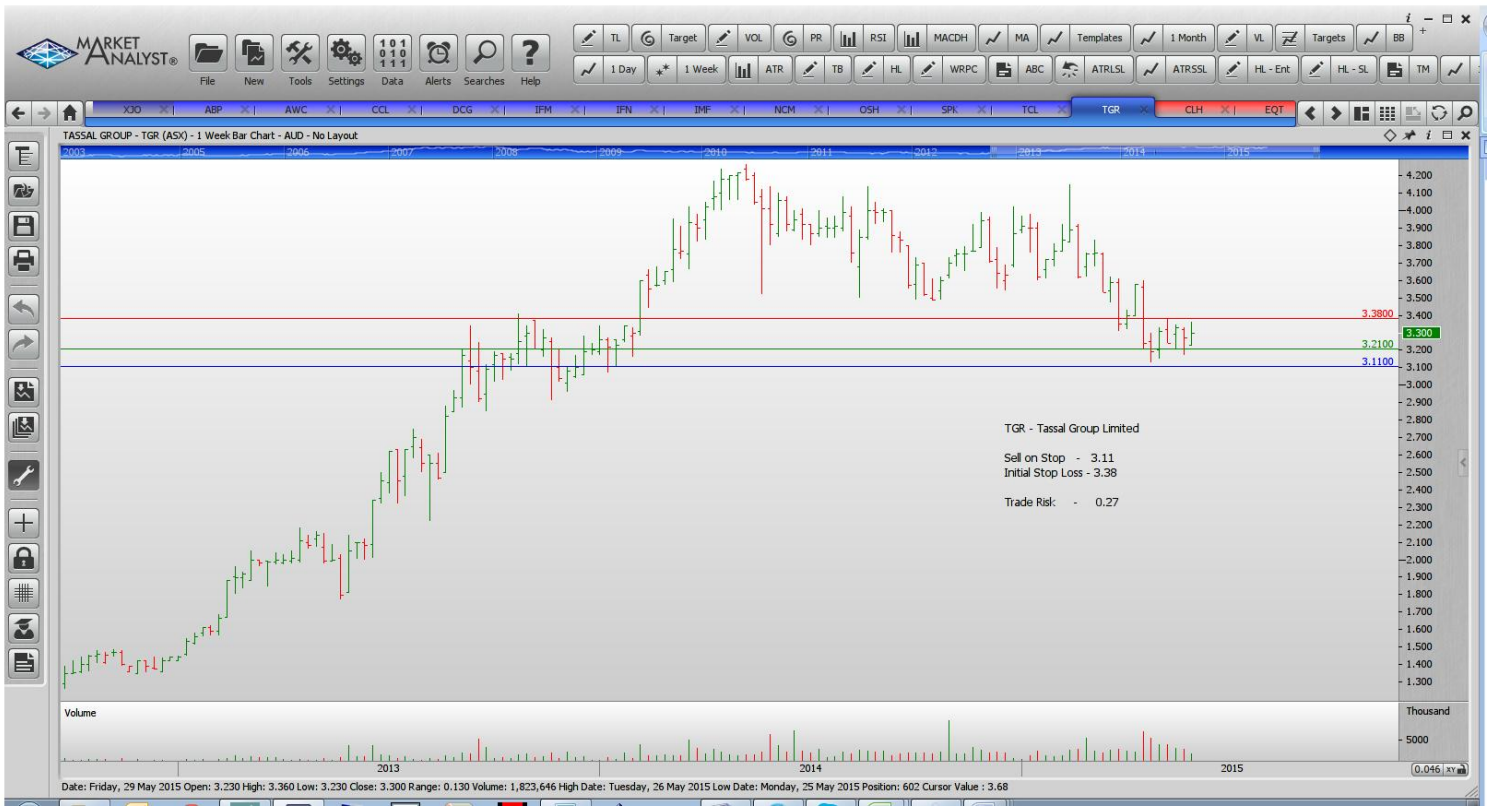 MARKET
ANALYST®
File New Tools Settings Data Alerts Searches Help
101
010
111
TL Target VOL PR RSI MACDH MA Templates 1 Month VL Targets BB
1 Day 1 Week ATR TB HL WRPC ABC ATRLSL ATRSSL HL - Ent HL - SL TM
XJO ABP AWC CCL DCG IFM IFN IMF NCM OSH SPK TCL TGR CLH EQT
TASSAL GROUP - TGR (ASX) - 1 Week Bar Chart - AUD - No Layout
2003 2005 2006 2007 2008 2009 2010 2011 2012 2013 2014 2015
4.200
4.100
4.000
3.900
3.800
3.700
3.600
3.500
3.400
3.3800
3.300
3.2100
3.200
3.1100
3.100
3.000
2.900
2.800
2.700
2.600
2.500
2.400
2.300
2.200
2.100
2.000
1.900
1.800
1.700
1.600
1.500
1.400
1.300
TGR - Tassal Group Limited
Sell on Stop - 3.11
Initial Stop Loss - 3.38
Trade Risk - 0.27
Volume
Thousand
5000
2013 2014 2015
0.046 XY
Date: Friday, 29 May 2015 Open: 3.230 High: 3.360 Low: 3.230 Close: 3.300 Range: 0.130 Volume: 1,823,646 High Date: Tuesday, 26 May 2015 Low Date: Monday, 25 May 2015 Position: 602 Cursor Value : 3.68